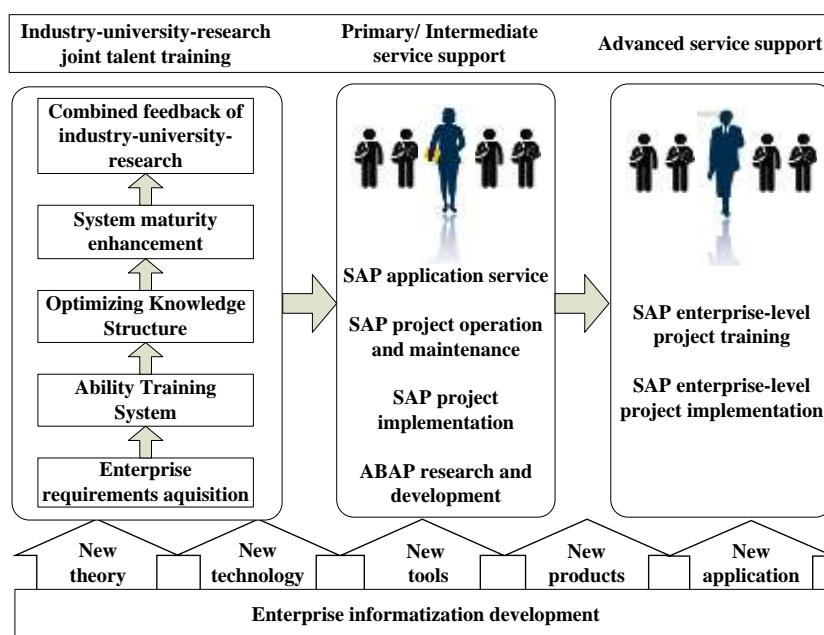 Industry-university-research
joint talent training
Primary/ Intermediate
service support
Advanced service support
Combined feedback of
industry-university-
research
System maturity
enhancement
Optimizing Knowledge
Structure
Ability Training
System
Enterprise
requirements aquisition
SAP application service
SAP project operation
and maintenance
SAP project
implementation
ABAP research and
development
SAP enterprise-level
project training
SAP enterprise-level
project implementation
New
theory
New
technology
New
tools
New
products
New
application
Enterprise informatization development